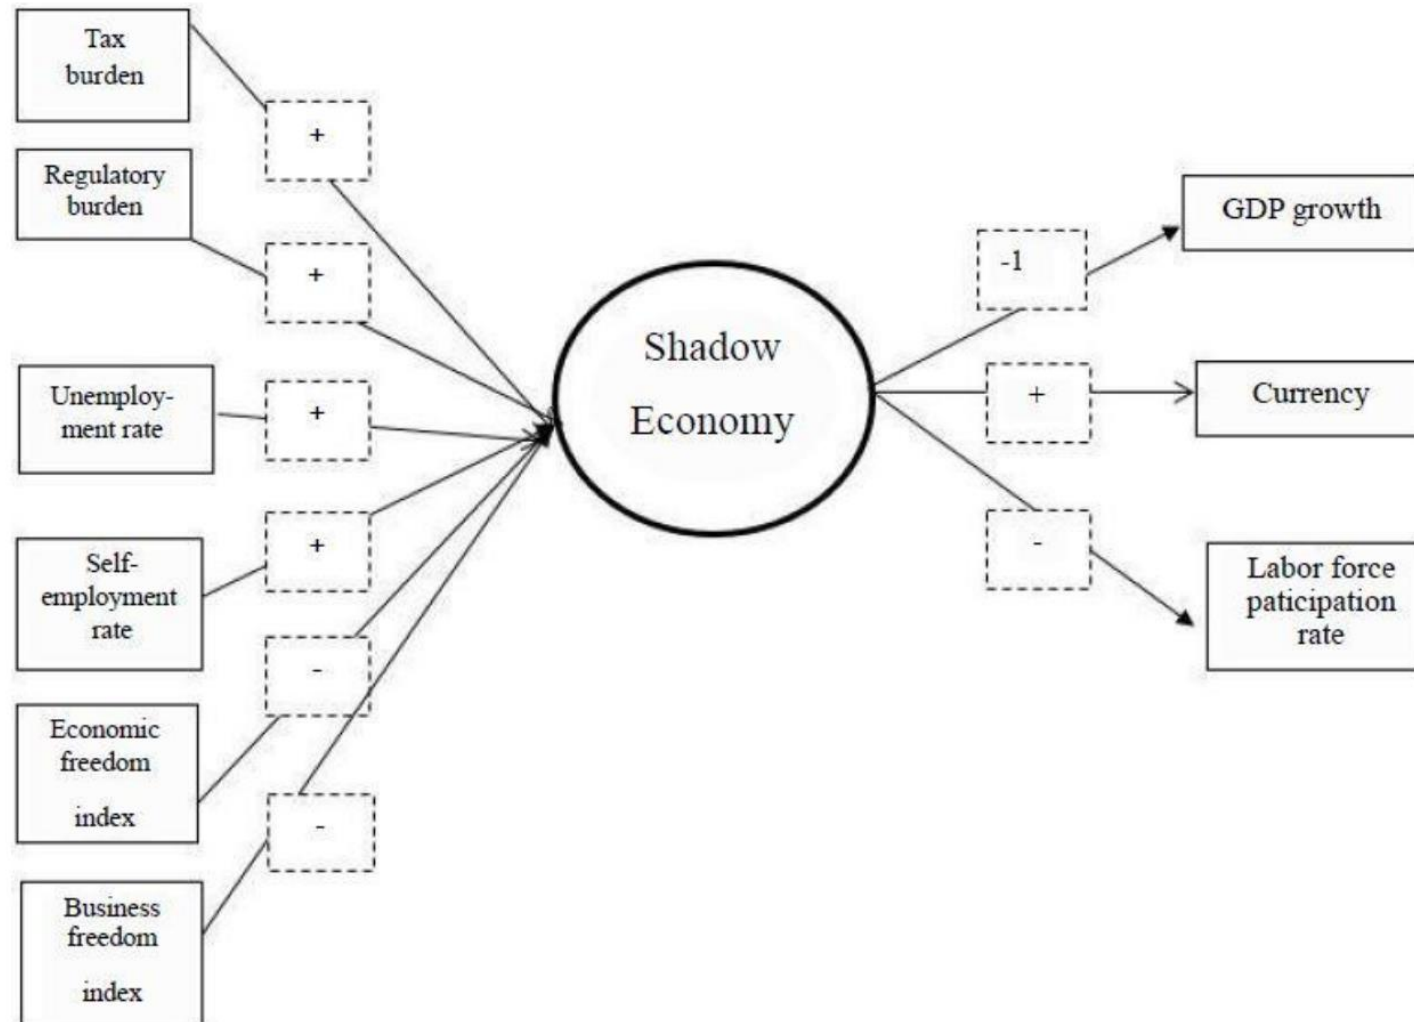 Tax
burden
+
Regulatory
burden
+
Unemploy-
ment rate
+
Self-
employment
rate
+
Economic
freedom
index
-
Business
freedom
index
-
Shadow
Economy
-1
GDP growth
+
Currency
-
Labor force
paticipation
rate